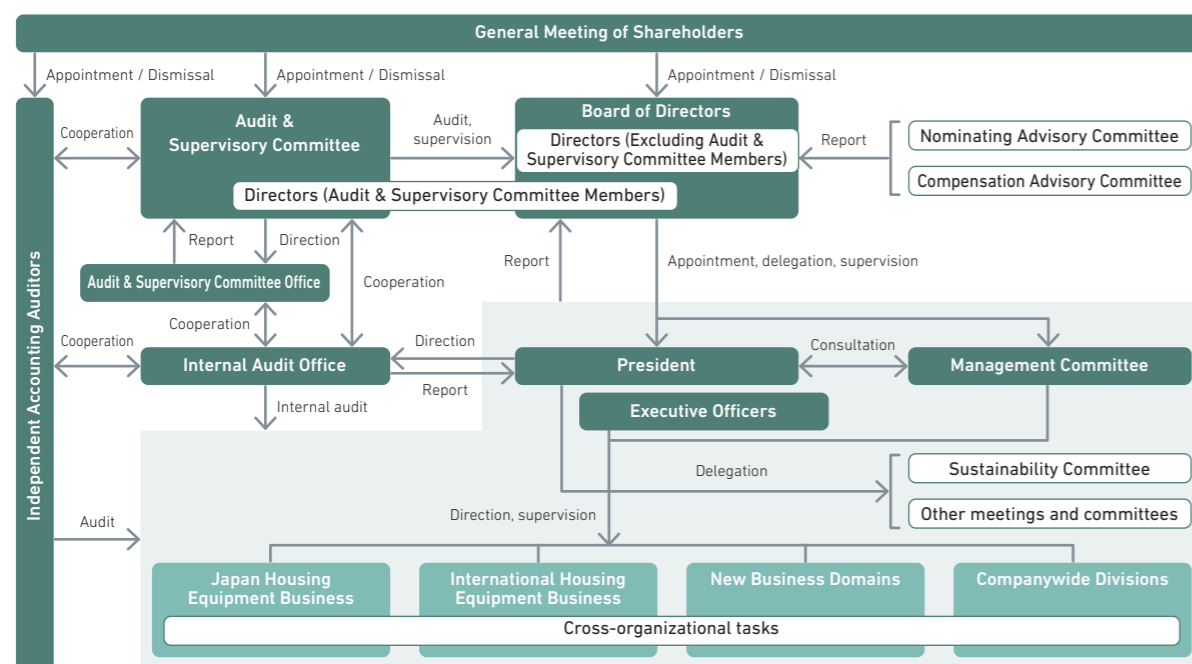 General Meeting of Shareholders
Appointment / Dismissal
Appointment / Dismissal
Appointment / Dismissal
Independent Accounting Auditors
Cooperation
Audit &
Supervisory Committee
Audit,
supervision
Board of Directors
Directors (Excluding Audit &
Supervisory Committee Members)
Directors (Audit & Supervisory Committee Members)
Report
Nominating Advisory Committee
Compensation Advisory Committee
Report
Direction
Audit & Supervisory Committee Office
Cooperation
Report
Appointment, delegation, supervision
Cooperation
Cooperation
Internal Audit Office
Direction
Report
President
Consultation
Management Committee
Internal audit
Executive Officers
Delegation
Sustainability Committee
Other meetings and committees
Audit
Direction, supervision
Japan Housing
Equipment Business
International Housing
Equipment Business
New Business Domains
Companywide Divisions
Cross-organizational tasks